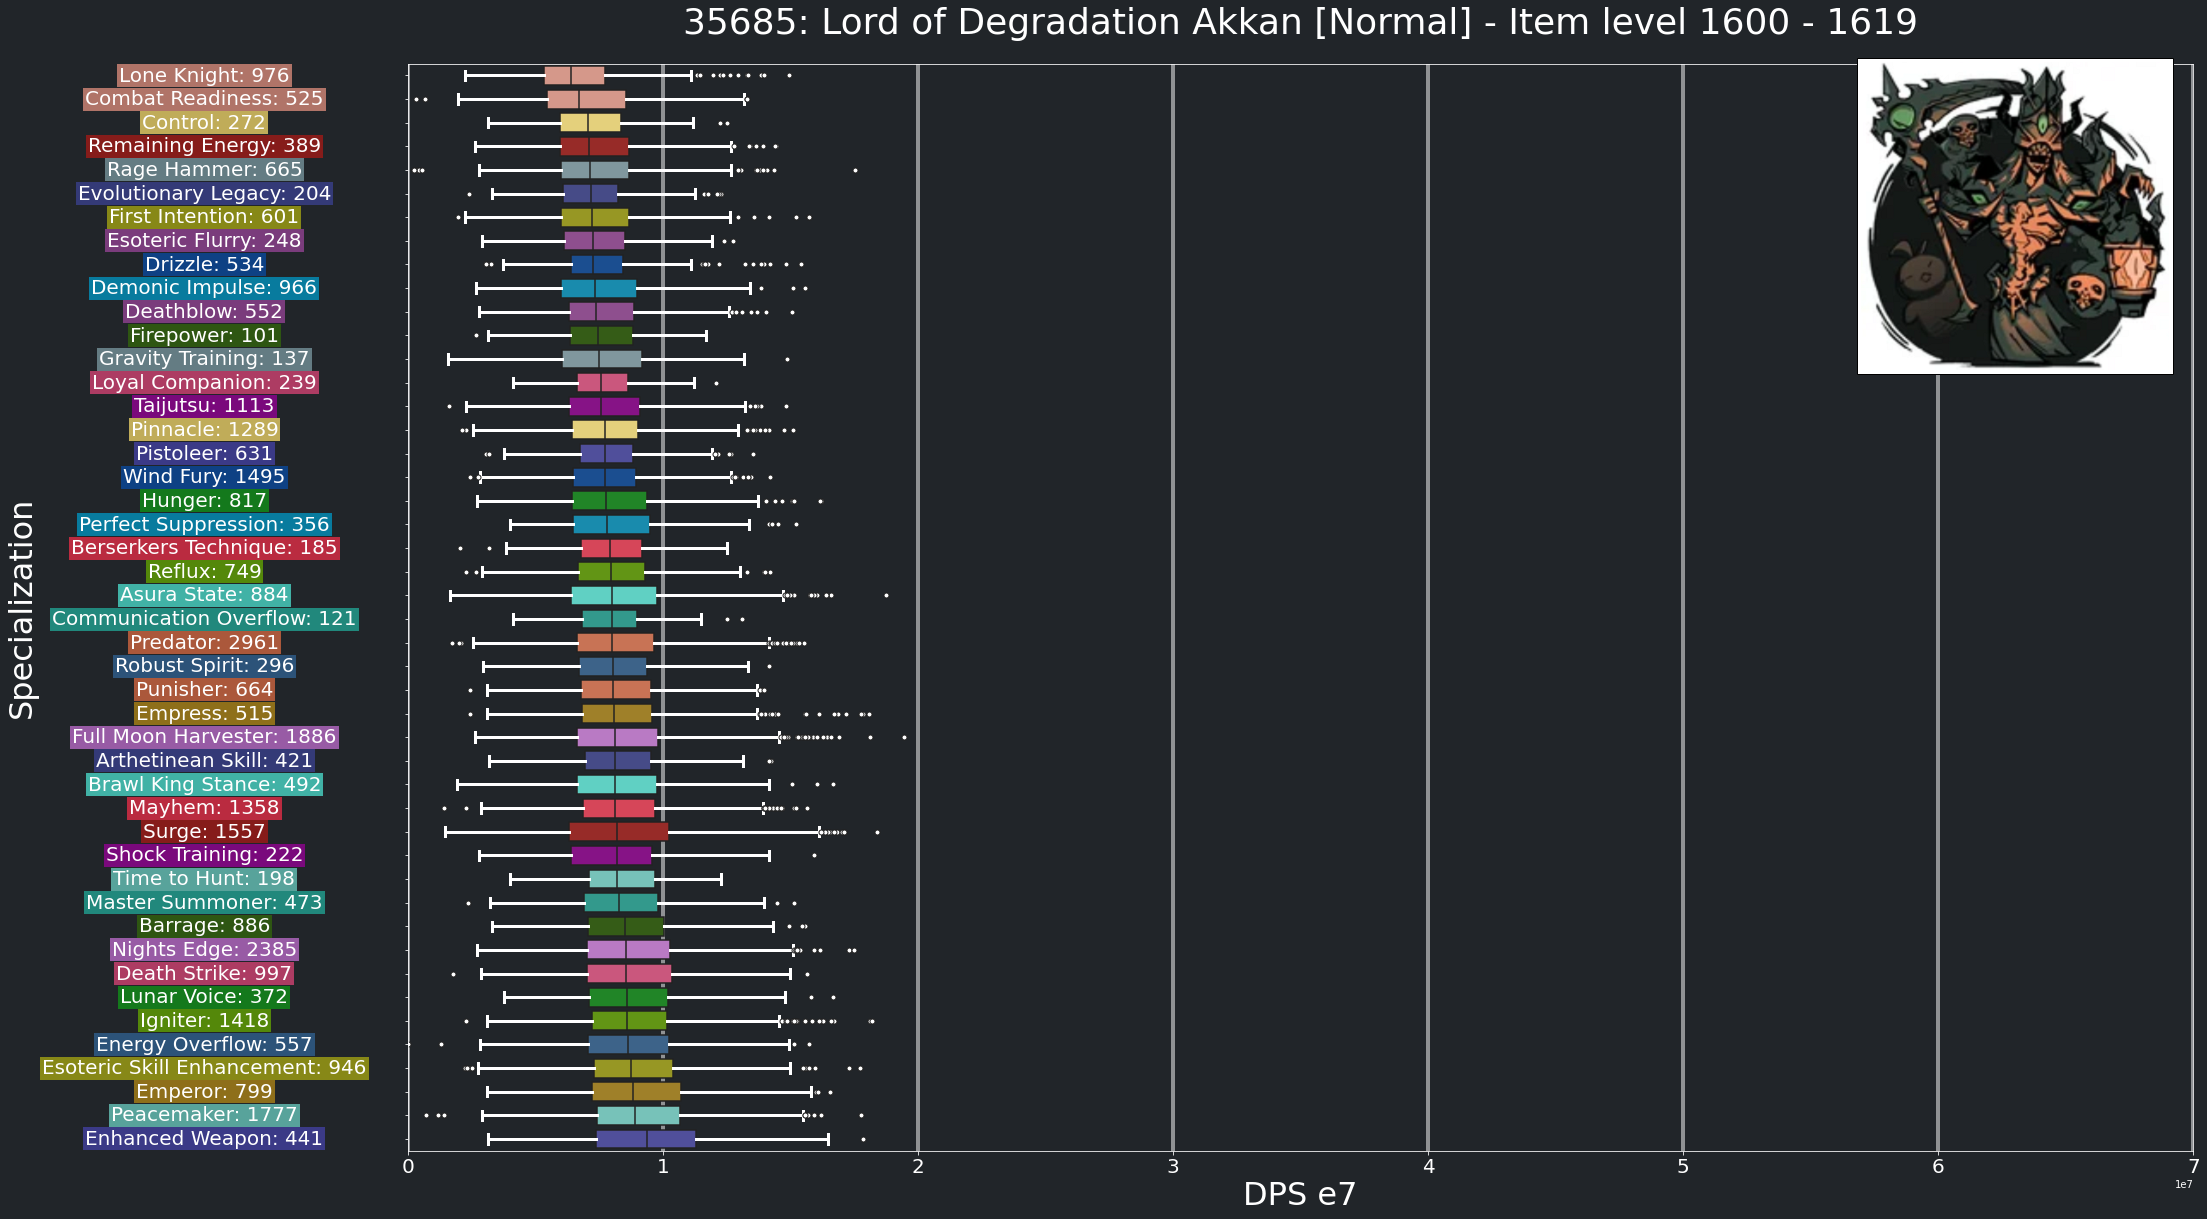 35685: Lord of Degradation Akkan [Normal] - Item level 1600 - 1619
Specialization
Lone Knight: 976
Combat Readiness: 525
Control: 272
Remaining Energy: 389
Rage Hammer: 665
Evolutionary Legacy: 204
First Intention: 601
Esoteric Flurry: 248
Drizzle: 534
Demonic Impulse: 966
Deathblow: 552
Firepower: 101
Gravity Training: 137
Loyal Companion: 239
Taijutsu: 1113
Pinnacle: 1289
Pistoleer: 631
Wind Fury: 1495
Hunger: 817
Perfect Suppression: 356
Berserkers Technique: 185
Reflux: 749
Asura State: 884
Communication Overflow: 121
Predator: 2961
Robust Spirit: 296
Punisher: 664
Empress: 515
Full Moon Harvester: 1886
Arthetinean Skill: 421
Brawl King Stance: 492
Mayhem: 1358
Surge: 1557
Shock Training: 222
Time to Hunt: 198
Master Summoner: 473
Barrage: 886
Nights Edge: 2385
Death Strike: 997
Lunar Voice: 372
Igniter: 1418
Energy Overflow: 557
Esoteric Skill Enhancement: 946
Emperor: 799
Peacemaker: 1777
Enhanced Weapon: 441
0 1 2 3 4 5 6 7
1e7
DPS e7